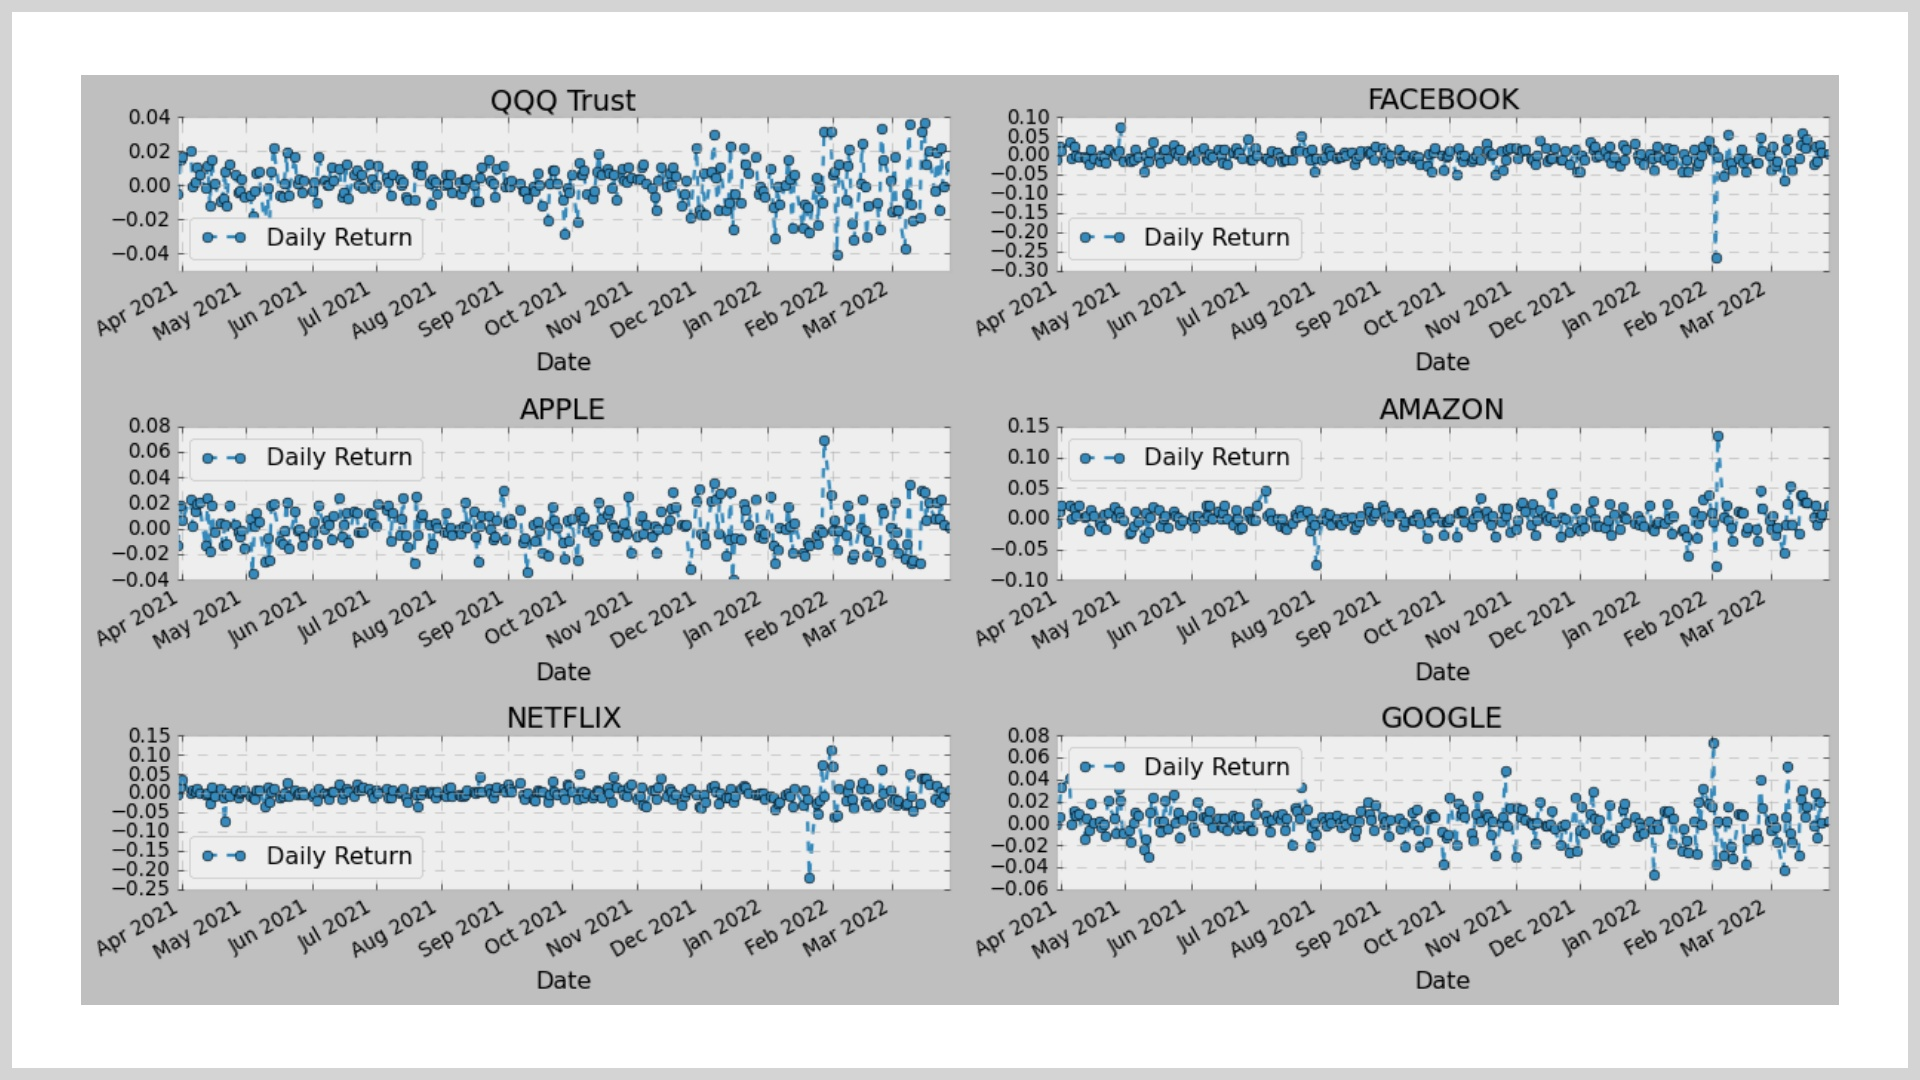 QQQ Trust
0.04
0.02
0.00
−0.02
−0.04
Daily Return
Apr 2021
May 2021
Jun 2021
Jul 2021
Aug 2021
Sep 2021
Oct 2021
Nov 2021
Dec 2021
Jan 2022
Feb 2022
Mar 2022
Date
FACEBOOK
0.10
0.05
0.00
−0.05
−0.10
−0.15
−0.20
−0.25
−0.30
Daily Return
Apr 2021
May 2021
Jun 2021
Jul 2021
Aug 2021
Sep 2021
Oct 2021
Nov 2021
Dec 2021
Jan 2022
Feb 2022
Mar 2022
Date
APPLE
0.08
0.06
0.04
0.02
0.00
−0.02
−0.04
Daily Return
Apr 2021
May 2021
Jun 2021
Jul 2021
Aug 2021
Sep 2021
Oct 2021
Nov 2021
Dec 2021
Jan 2022
Feb 2022
Mar 2022
Date
AMAZON
0.15
0.10
0.05
0.00
−0.05
−0.10
Daily Return
Apr 2021
May 2021
Jun 2021
Jul 2021
Aug 2021
Sep 2021
Oct 2021
Nov 2021
Dec 2021
Jan 2022
Feb 2022
Mar 2022
Date
NETFLIX
0.15
0.10
0.05
0.00
−0.05
−0.10
−0.15
−0.20
−0.25
Daily Return
Apr 2021
May 2021
Jun 2021
Jul 2021
Aug 2021
Sep 2021
Oct 2021
Nov 2021
Dec 2021
Jan 2022
Feb 2022
Mar 2022
Date
GOOGLE
0.08
0.06
0.04
0.02
0.00
−0.02
−0.04
−0.06
Daily Return
Apr 2021
May 2021
Jun 2021
Jul 2021
Aug 2021
Sep 2021
Oct 2021
Nov 2021
Dec 2021
Jan 2022
Feb 2022
Mar 2022
Date